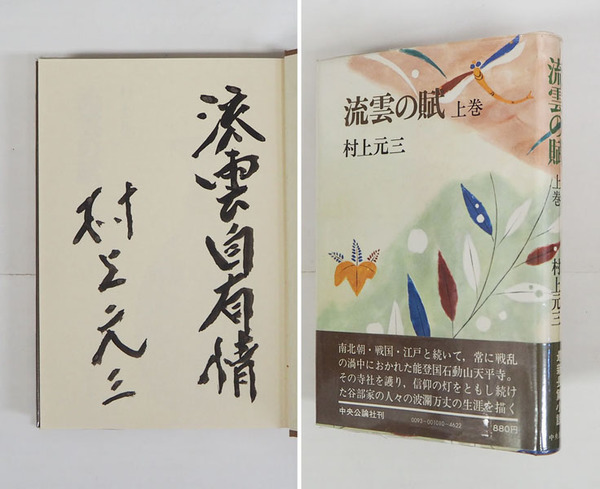 流雲自有情
村上元三
流雲の賦 上巻
村上元三
南北朝・戦国・江戸と続いて、常に戦乱
の渦中におかれた能登国石動山天平寺。
その寺社を護り、信仰の灯をともし続け
た谷部家の人々の波瀾万丈の生涯を描く
中央公論社刊
880円
流雲の賦
上巻
村上元三